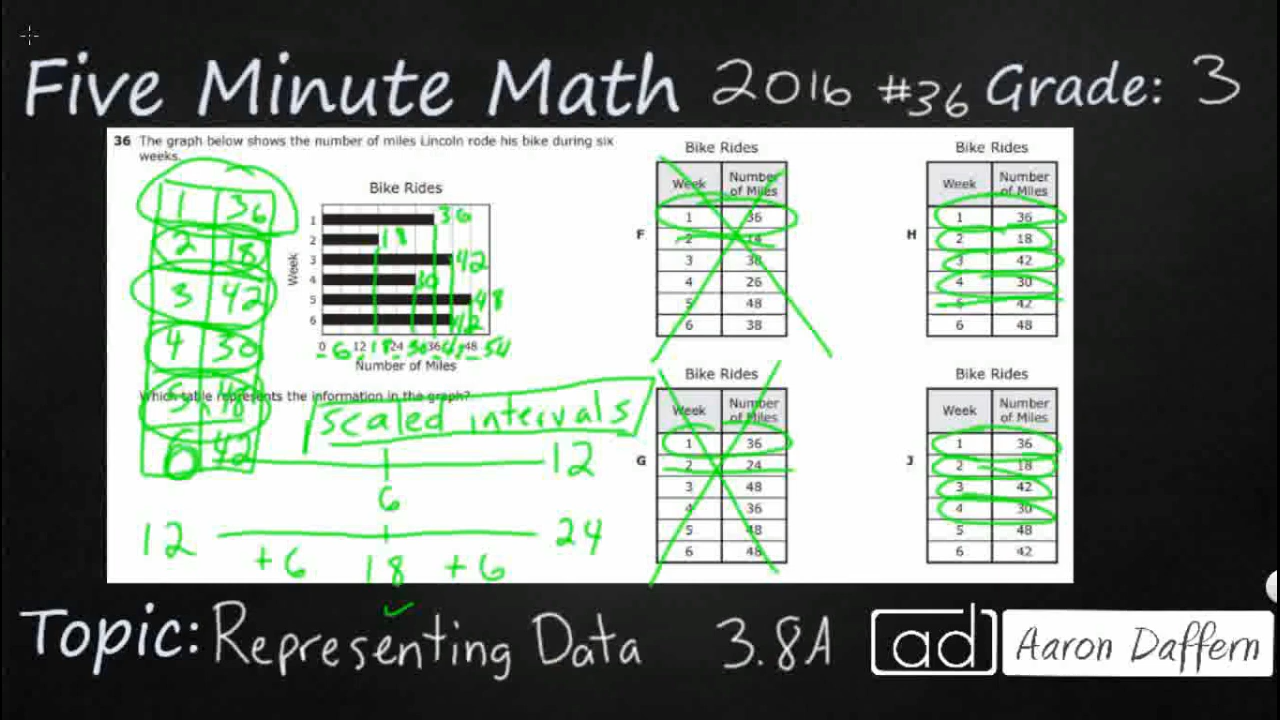 Five Minute Math 2016 #36 Grade: 3
36 The graph below shows the number of miles Lincoln rode his bike during six
weeks.
1 36
2 18
3 42
4 30
5 48
6 42
Bike Rides
Week
1 36
2 18
3 42
4 30
5 48
6 42
0 6 12 18 24 30 36 42 48 54
Number of Miles
Which table represents the information in the graph?
scaled intervals
12
6
12 24
+6 18 +6
F
Bike Rides
Week Number of Miles
1 36
2 14
3 38
4 26
5 48
6 38
G
Bike Rides
Week Number of Miles
1 36
2 24
3 48
4 36
5 48
6 48
H
Bike Rides
Week Number of Miles
1 36
2 18
3 42
4 30
5 42
6 48
J
Bike Rides
Week Number of Miles
1 36
2 18
3 42
4 30
5 48
6 42
Topic: Representing Data 3.8A
ad Aaron Daffern